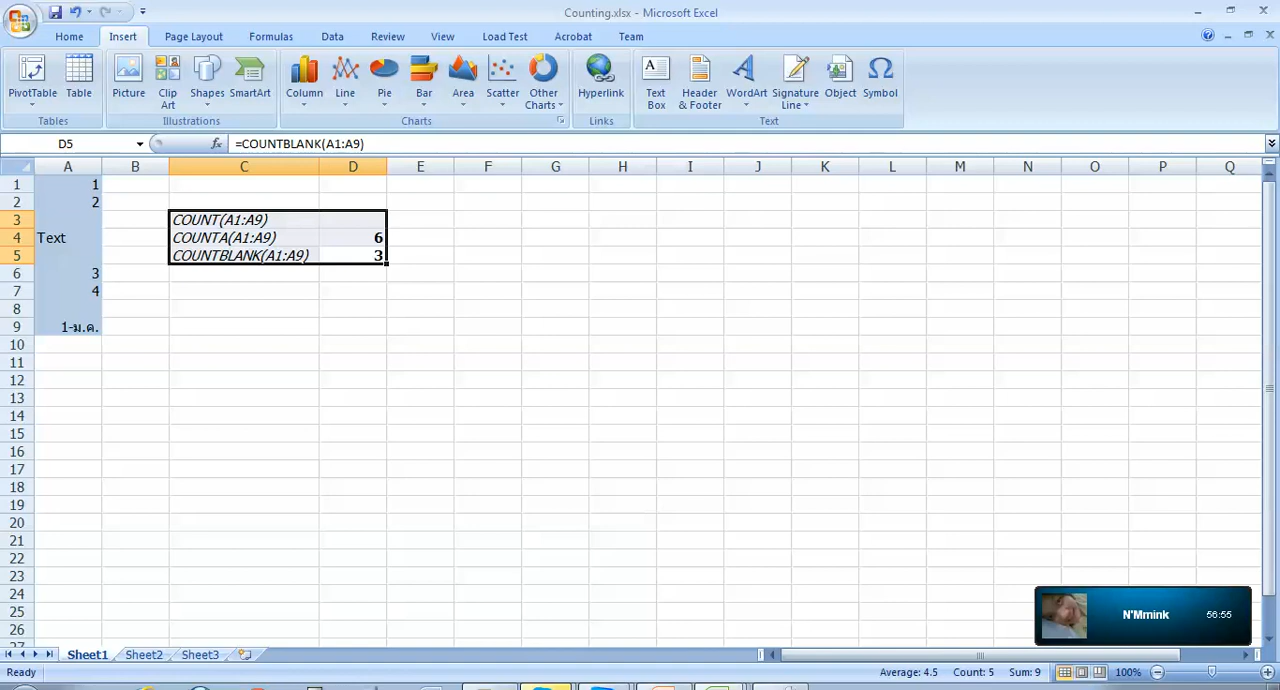 Counting.xlsx - Microsoft Excel
Home Insert Page Layout Formulas Data Review View Load Test Acrobat Team
PivotTable Table Picture Clip Art Shapes SmartArt Column Line Pie Bar Area Scatter Other Charts Hyperlink Text Box Header & Footer WordArt Signature Line Object Symbol
Tables Illustrations Charts Links Text
D5 fx =COUNTBLANK(A1:A9)
A B C D E F G H I J K L M N O P Q
1 1
2 2
3 COUNT(A1:A9)
4 Text COUNTA(A1:A9) 6
5 COUNTBLANK(A1:A9) 3
6 3
7 4
8
9 1-ม.ค.
10
11
12
13
14
15
16
17
18
19
20
21
22
23
24
25
26
27
N'Mmink 56:55
Sheet1 Sheet2 Sheet3
Ready Average: 4.5 Count: 5 Sum: 9 100%